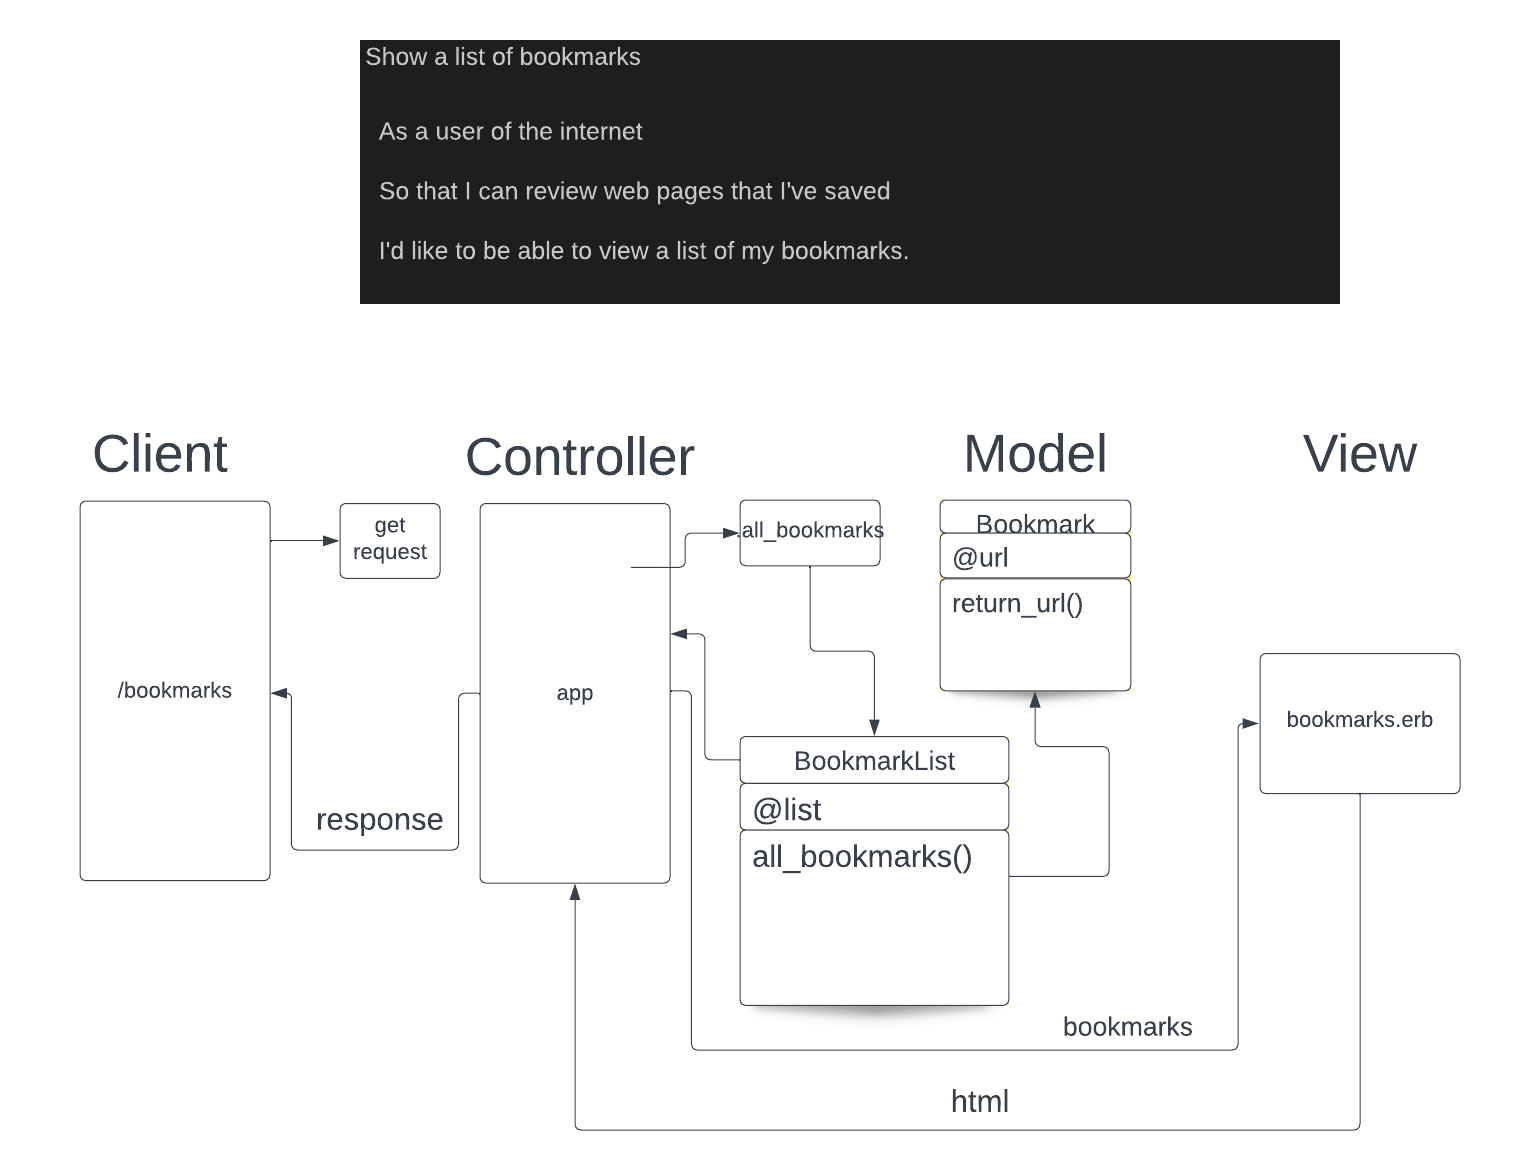 Show a list of bookmarks
As a user of the internet
So that I can review web pages that I've saved
I'd like to be able to view a list of my bookmarks.
Client
Controller
Model
View
get
request
.all_bookmarks
Bookmark
@url
return_url()
/bookmarks
app
bookmarks.erb
BookmarkList
@list
all_bookmarks()
response
bookmarks
html